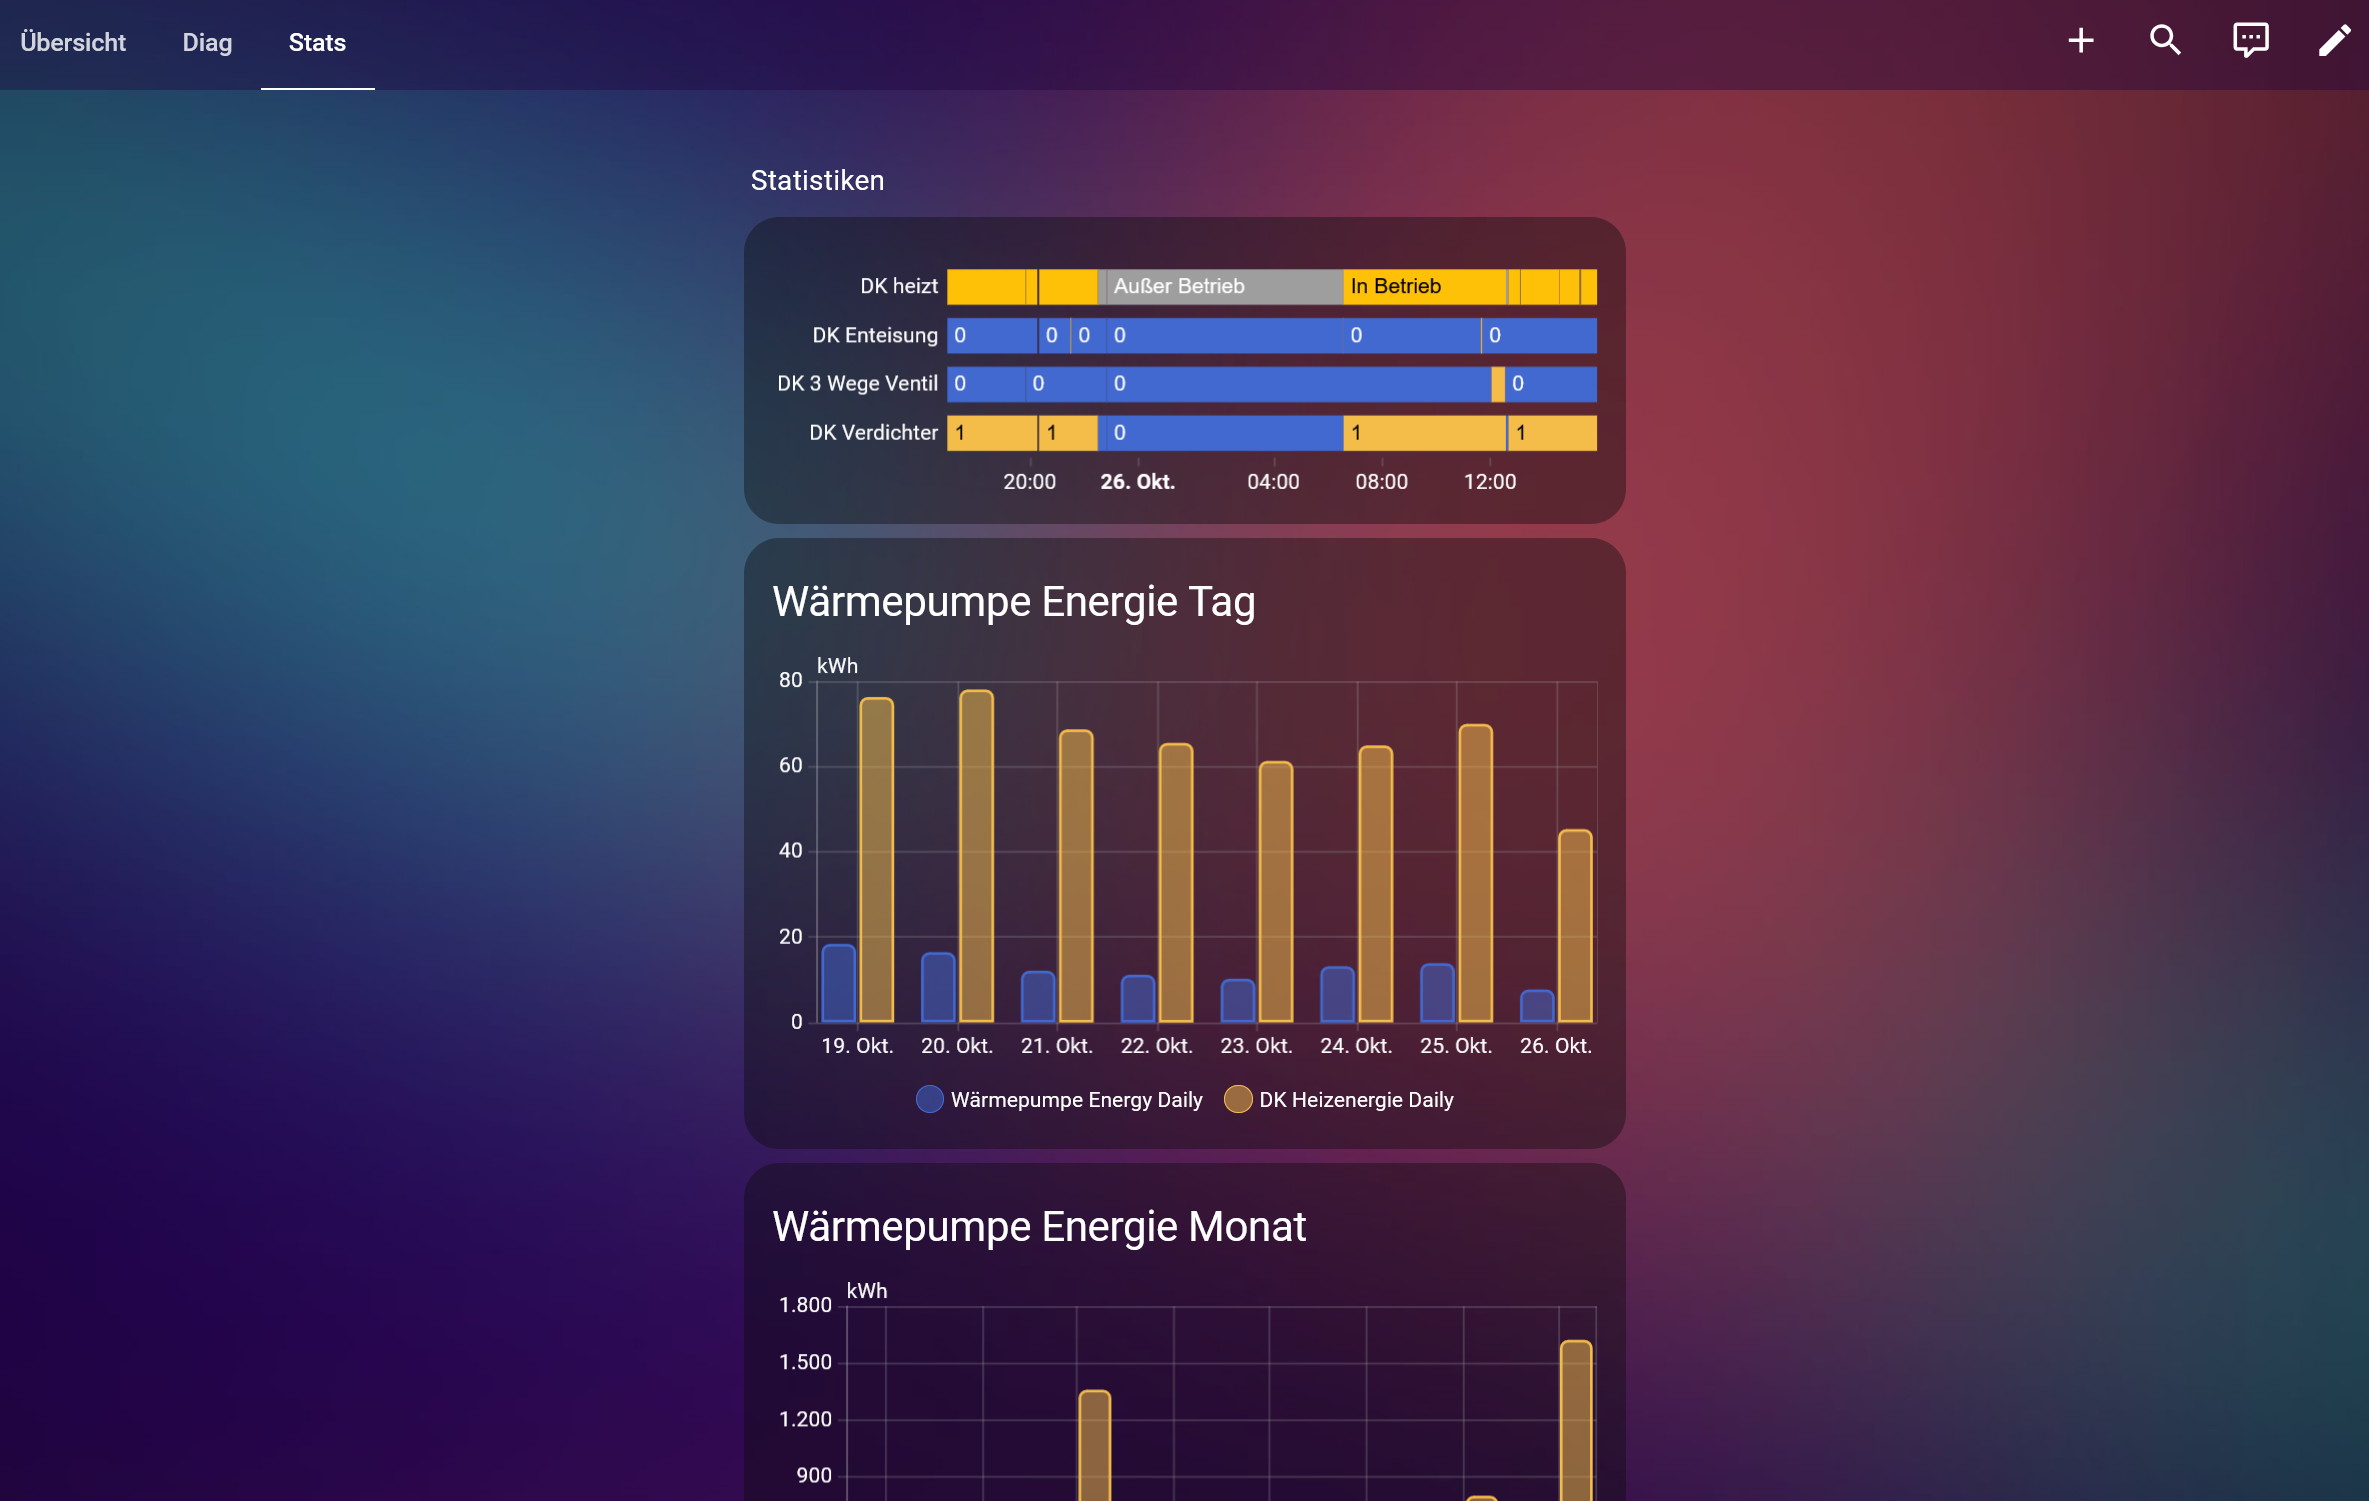 Übersicht Diag Stats
Statistiken
DK heizt Außer Betrieb In Betrieb
DK Enteisung 0 0 0 0 0 0
DK 3 Wege Ventil 0 0 0 0
DK Verdichter 1 1 0 1 1
20:00 26. Okt. 04:00 08:00 12:00
Wärmepumpe Energie Tag
kWh
80
60
40
20
0
19. Okt. 20. Okt. 21. Okt. 22. Okt. 23. Okt. 24. Okt. 25. Okt. 26. Okt.
Wärmepumpe Energy Daily DK Heizenergie Daily
Wärmepumpe Energie Monat
kWh
1.800
1.500
1.200
900